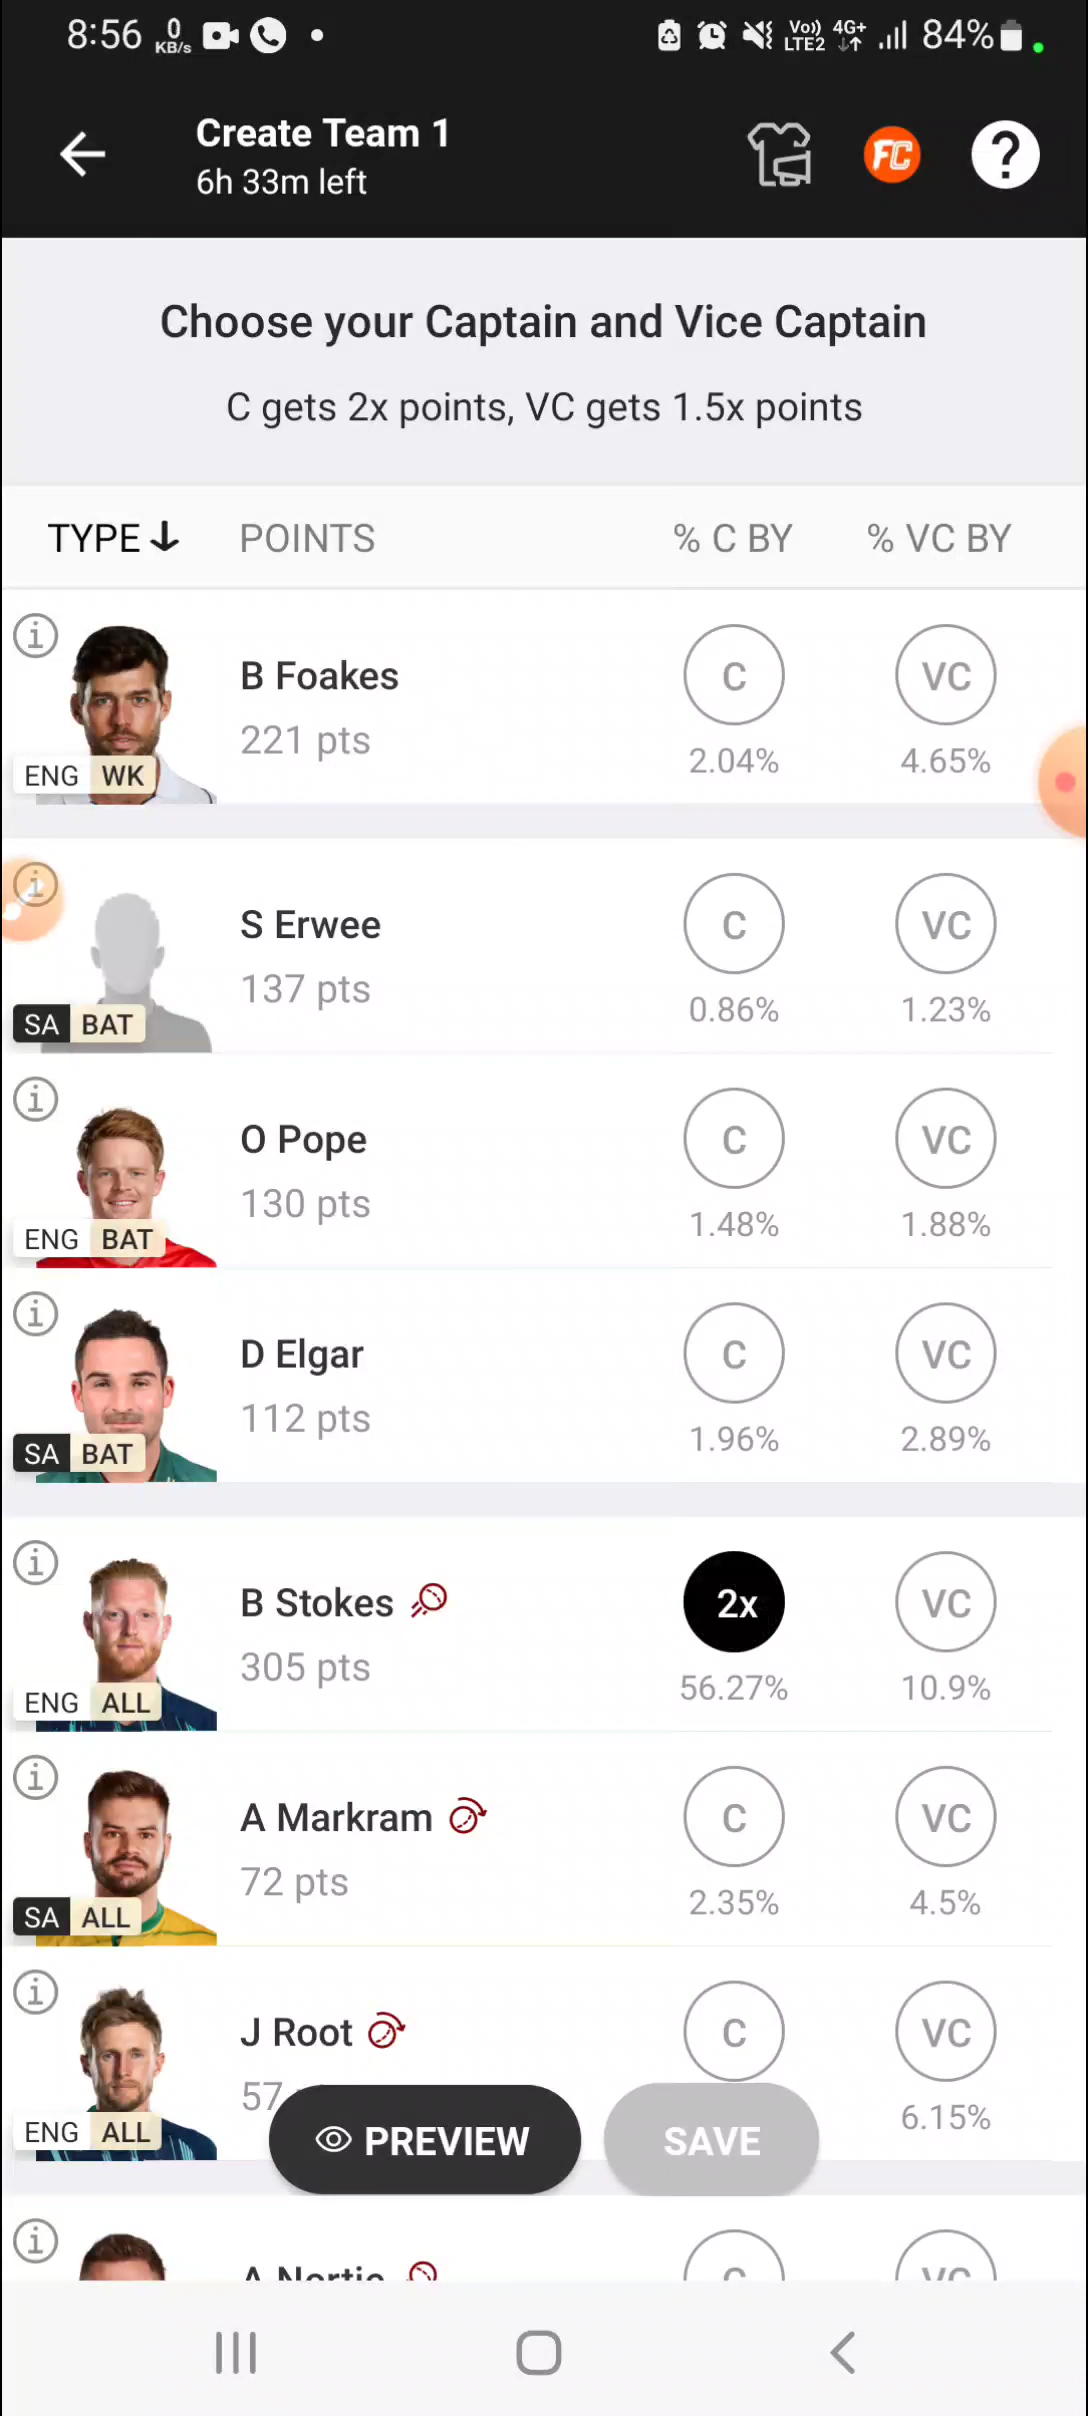 8:56 0 KB/s Vo)) LTE2 4G+ 84%
Create Team 1
6h 33m left
FC ?
Choose your Captain and Vice Captain
C gets 2x points, VC gets 1.5x points
TYPE POINTS % C BY % VC BY
B Foakes
221 pts
ENG WK
C
2.04%
VC
4.65%
S Erwee
137 pts
SA BAT
C
0.86%
VC
1.23%
O Pope
130 pts
ENG BAT
C
1.48%
VC
1.88%
D Elgar
112 pts
SA BAT
C
1.96%
VC
2.89%
B Stokes
305 pts
ENG ALL
2x
56.27%
VC
10.9%
A Markram
72 pts
SA ALL
C
2.35%
VC
4.5%
J Root
57
ENG ALL
C
VC
6.15%
PREVIEW
SAVE
A Nortje
C
VC